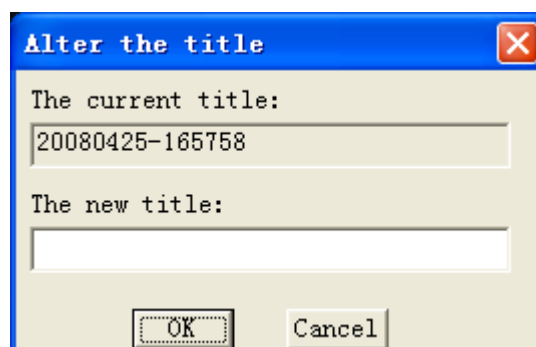 Alter the title
The current title:
20080425-165758
The new title:
OK Cancel